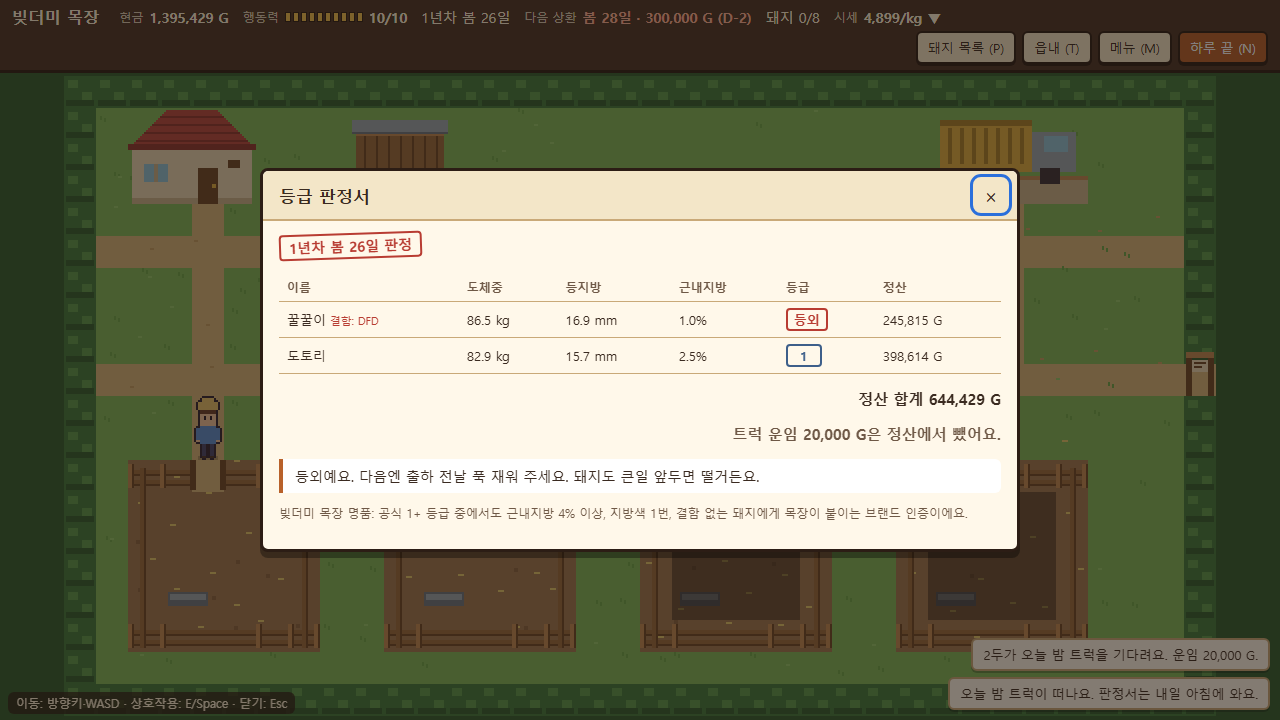 빚더미 목장 현금 1,395,429 G 행동력 10/10 1년차 봄 26일 다음 상환 봄 28일 · 300,000 G (D-2) 돼지 0/8 시세 4,899/kg ▼
돼지 목록 (P) 읍내 (T) 메뉴 (M) 하루 끝 (N)
등급 판정서 ×
1년차 봄 26일 판정
이름 도체중 등지방 근내지방 등급 정산
꿀꿀이 결함: DFD 86.5 kg 16.9 mm 1.0% 등외 245,815 G
도토리 82.9 kg 15.7 mm 2.5% 1 398,614 G
정산 합계 644,429 G
트럭 운임 20,000 G은 정산에서 뺐어요.
등외예요. 다음엔 출하 전날 푹 재워 주세요. 돼지도 큰일 앞두면 떨거든요.
빚더미 목장 명품: 공식 1+ 등급 중에서도 근내지방 4% 이상, 지방색 1번, 결함 없는 돼지에게 목장이 붙이는 브랜드 인증이에요.
2두가 오늘 밤 트럭을 기다려요. 운임 20,000 G.
오늘 밤 트럭이 떠나요. 판정서는 내일 아침에 와요.
이동: 방향키·WASD · 상호작용: E/Space · 닫기: Esc